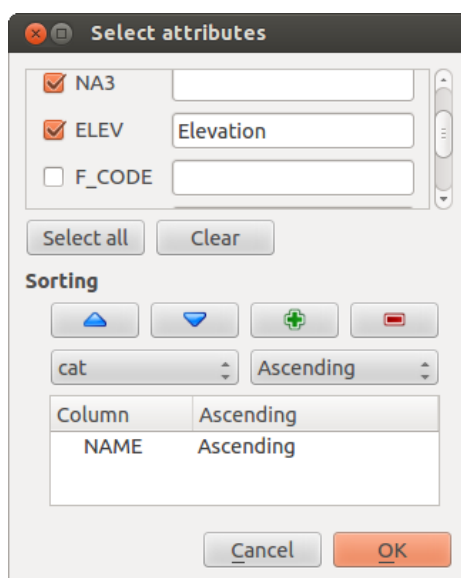 Select attributes
NA3
ELEV Elevation
F_CODE
Select all Clear
Sorting
cat Ascending
Column Ascending
NAME Ascending
Cancel OK